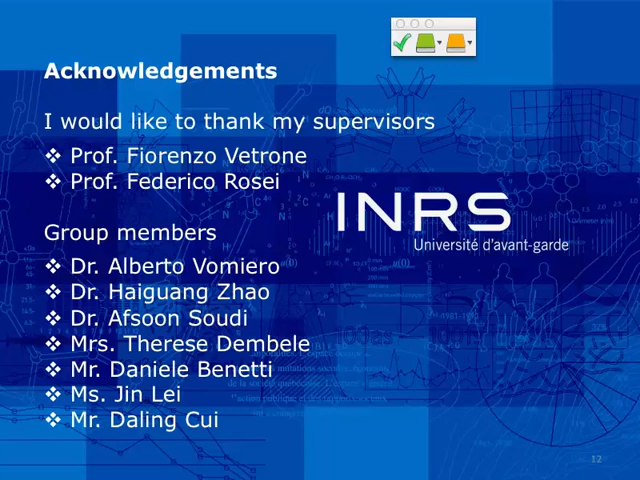 Acknowledgements
I would like to thank my supervisors
❖ Prof. Fiorenzo Vetrone
❖ Prof. Federico Rosei
INRS
Université d'avant-garde
Group members
❖ Dr. Alberto Vomiero
❖ Dr. Haiguang Zhao
❖ Dr. Afsoon Soudi
❖ Mrs. Therese Dembele
❖ Mr. Daniele Benetti
❖ Ms. Jin Lei
❖ Mr. Daling Cui
12